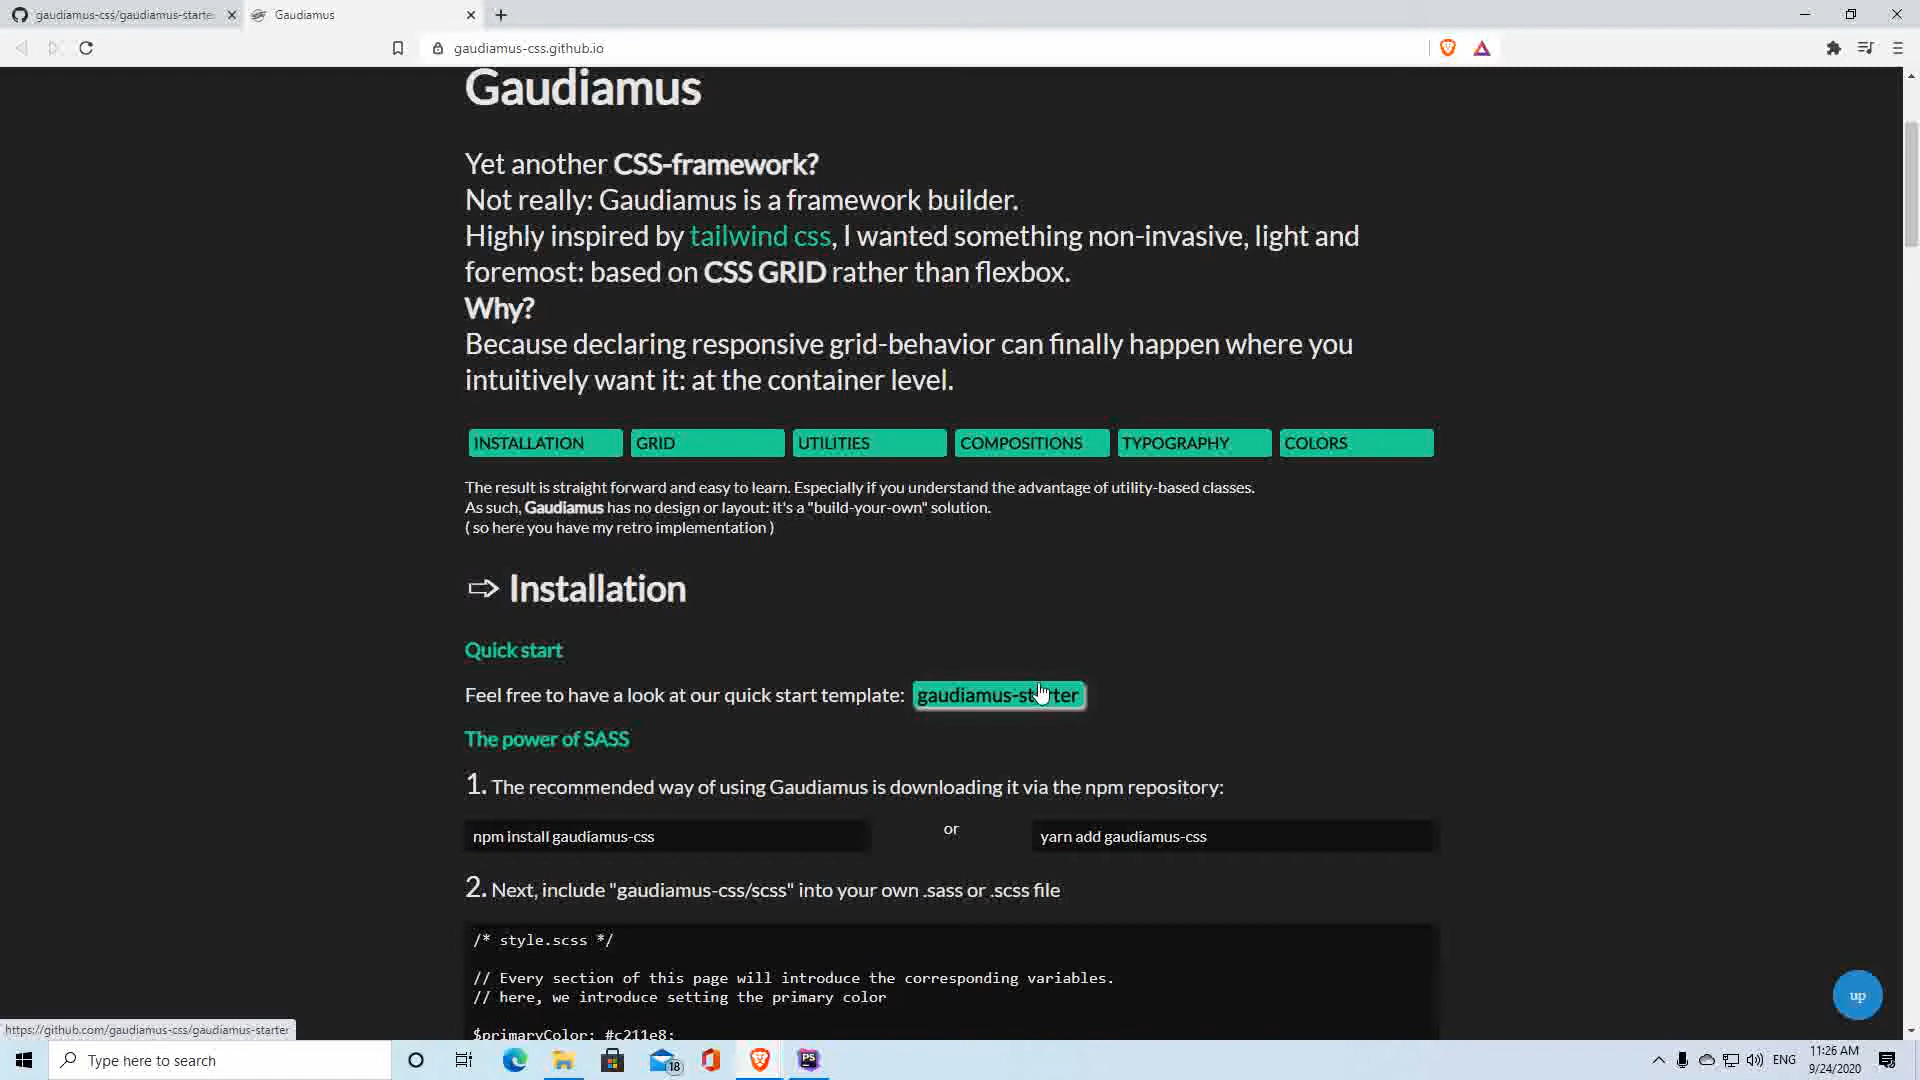 gaudiamus-css/gaudiamus-starte
Gaudiamus
gaudiamus-css.github.io
Gaudiamus
Yet another CSS-framework?
Not really: Gaudiamus is a framework builder.
Highly inspired by tailwind css, I wanted something non-invasive, light and
foremost: based on CSS GRID rather than flexbox.
Why?
Because declaring responsive grid-behavior can finally happen where you
intuitively want it: at the container level.
INSTALLATION GRID UTILITIES COMPOSITIONS TYPOGRAPHY COLORS
The result is straight forward and easy to learn. Especially if you understand the advantage of utility-based classes.
As such, Gaudiamus has no design or layout: it's a "build-your-own" solution.
( so here you have my retro implementation )
⇨ Installation
Quick start
Feel free to have a look at our quick start template: gaudiamus-starter
The power of SASS
1. The recommended way of using Gaudiamus is downloading it via the npm repository:
npm install gaudiamus-css or yarn add gaudiamus-css
2. Next, include "gaudiamus-css/scss" into your own .sass or .scss file
/* style.scss */
// Every section of this page will introduce the corresponding variables.
// here, we introduce setting the primary color
$primaryColor: #c211e8;
up
https://github.com/gaudiamus-css/gaudiamus-starter
Type here to search
18
PS
ENG
11:26 AM
9/24/2020